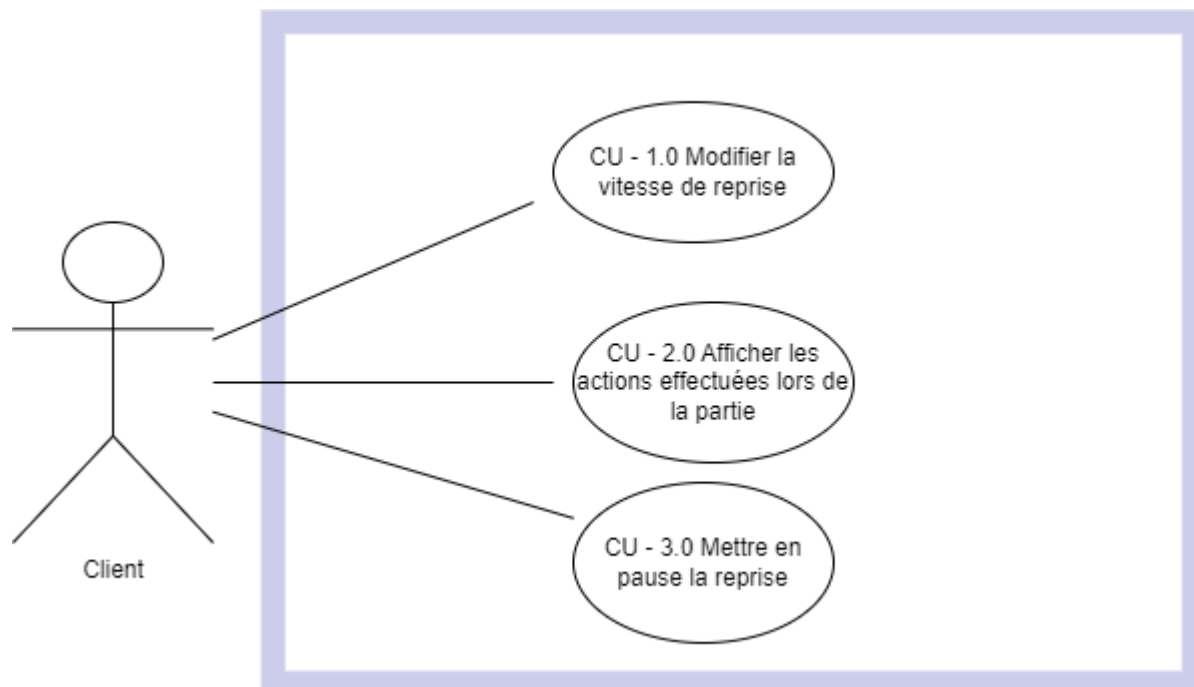 CU - 1.0 Modifier la
vitesse de reprise
CU - 2.0 Afficher les
actions effectuées lors de
la partie
CU - 3.0 Mettre en
pause la reprise
Client